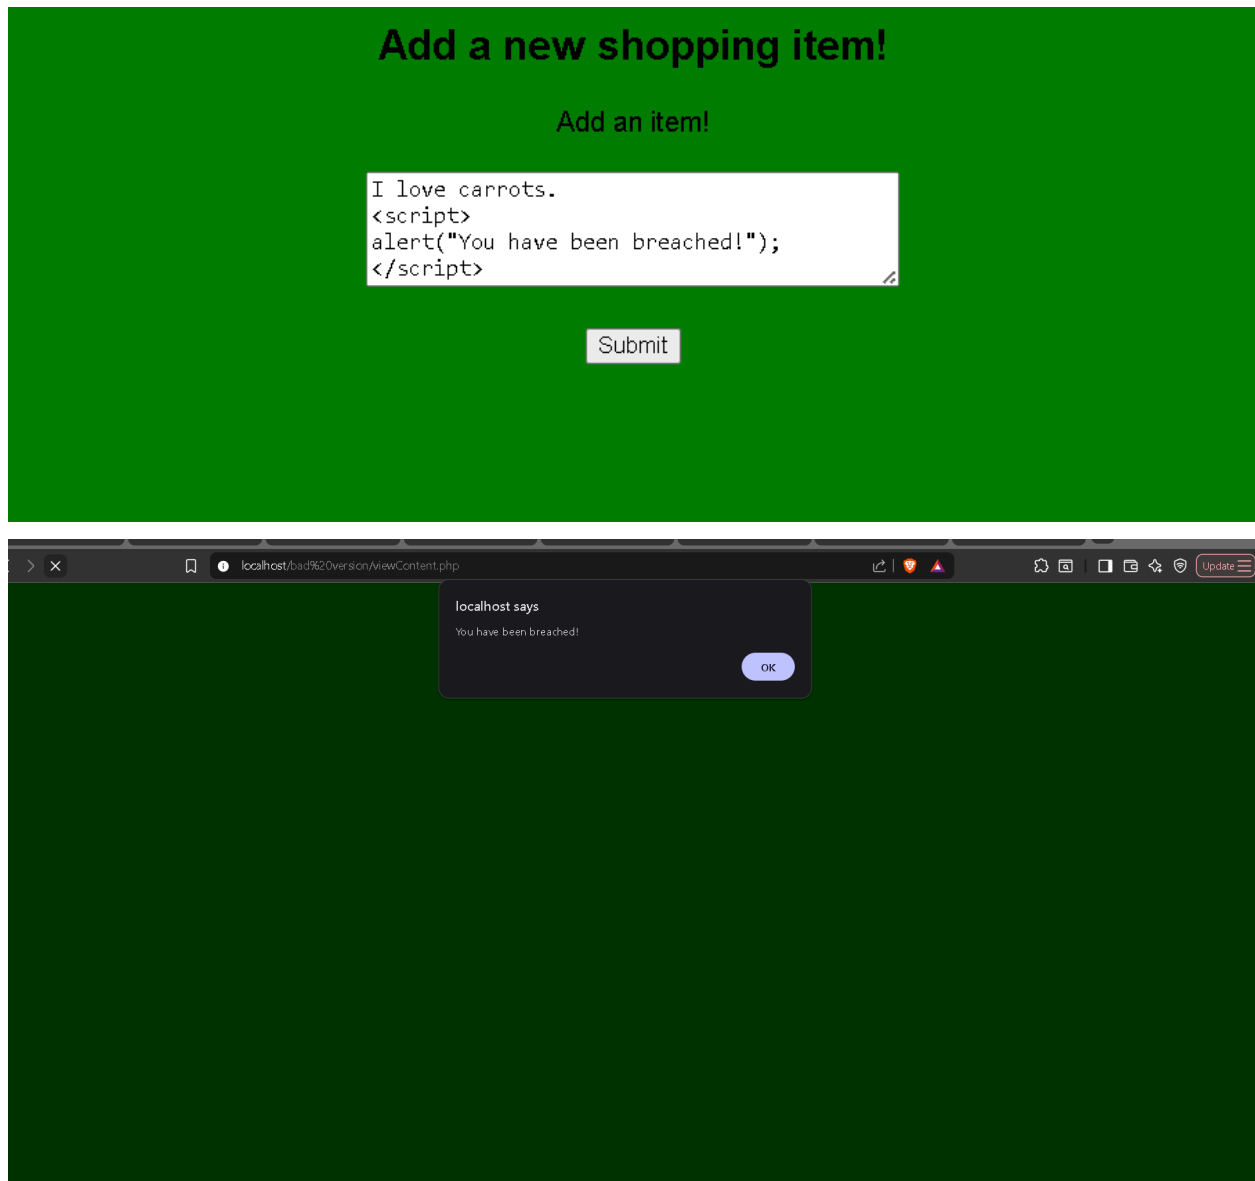 Add a new shopping item!
Add an item!
I love carrots.
<script>
alert("You have been breached!");
</script>
Submit
localhost/bad%20version/viewContent.php
Update
localhost says
You have been breached!
OK